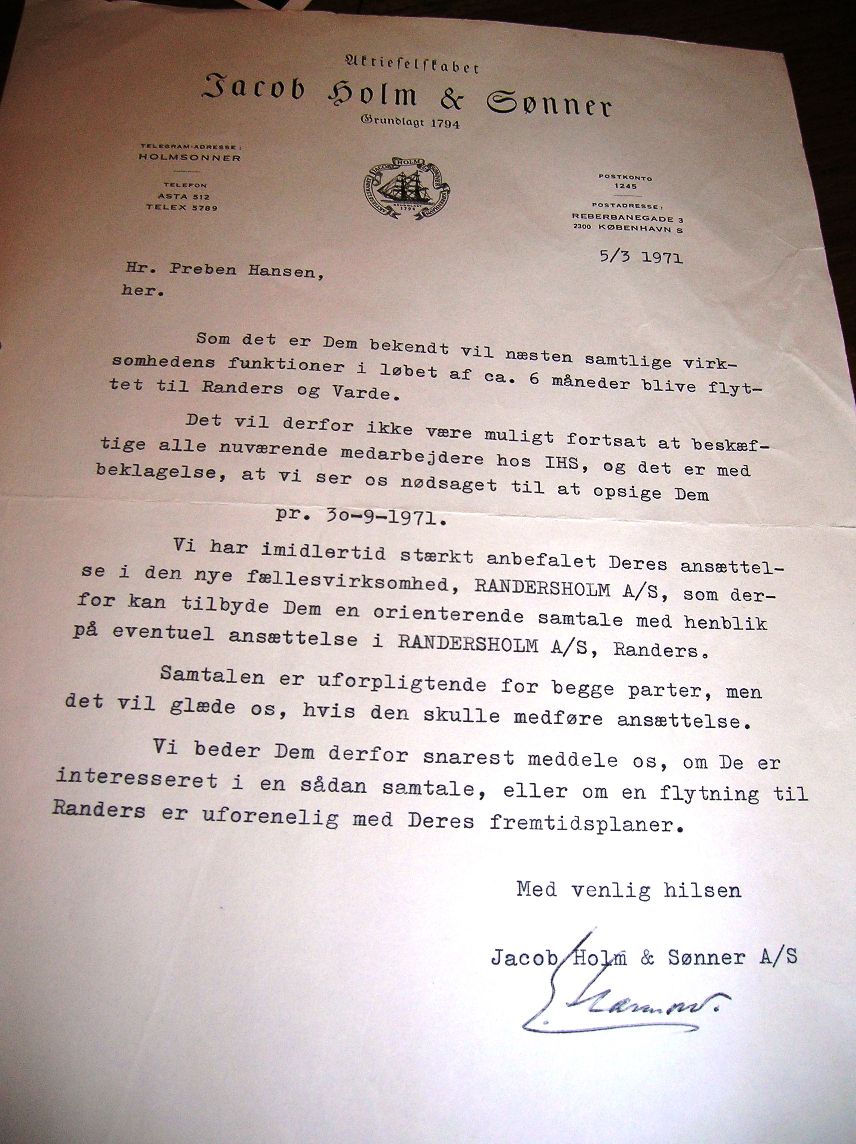 Aktieselskabet
Jacob Holm & Sønner
Grundlagt 1794
TELEGRAM-ADRESSE:
HOLMSONNER
TELEFON
ASTA 512
TELEX 5789
JACOB HOLM
POSTKONTO
1245
POSTADRESSE:
REBERBANEGADE 3
2300 KØBENHAVN S
5/3 1971
Hr. Preben Hansen,
her.
Som det er Dem bekendt vil næsten samtlige virk-
somhedens funktioner i løbet af ca. 6 måneder blive flyt-
tet til Randers og Varde.
Det vil derfor ikke være muligt fortsat at beskæf-
tige alle nuværende medarbejdere hos IHS, og det er med
beklagelse, at vi ser os nødsaget til at opsige Dem
pr. 30-9-1971.
Vi har imidlertid stærkt anbefalet Deres ansættel-
se i den nye fællesvirksomhed, RANDERSHOLM A/S, som der-
for kan tilbyde Dem en orienterende samtale med henblik
på eventuel ansættelse i RANDERSHOLM A/S, Randers.
Samtalen er uforpligtende for begge parter, men
det vil glæde os, hvis den skulle medføre ansættelse.
Vi beder Dem derfor snarest meddele os, om De er
interesseret i en sådan samtale, eller om en flytning til
Randers er uforenelig med Deres fremtidsplaner.
Med venlig hilsen
Jacob Holm & Sønner A/S